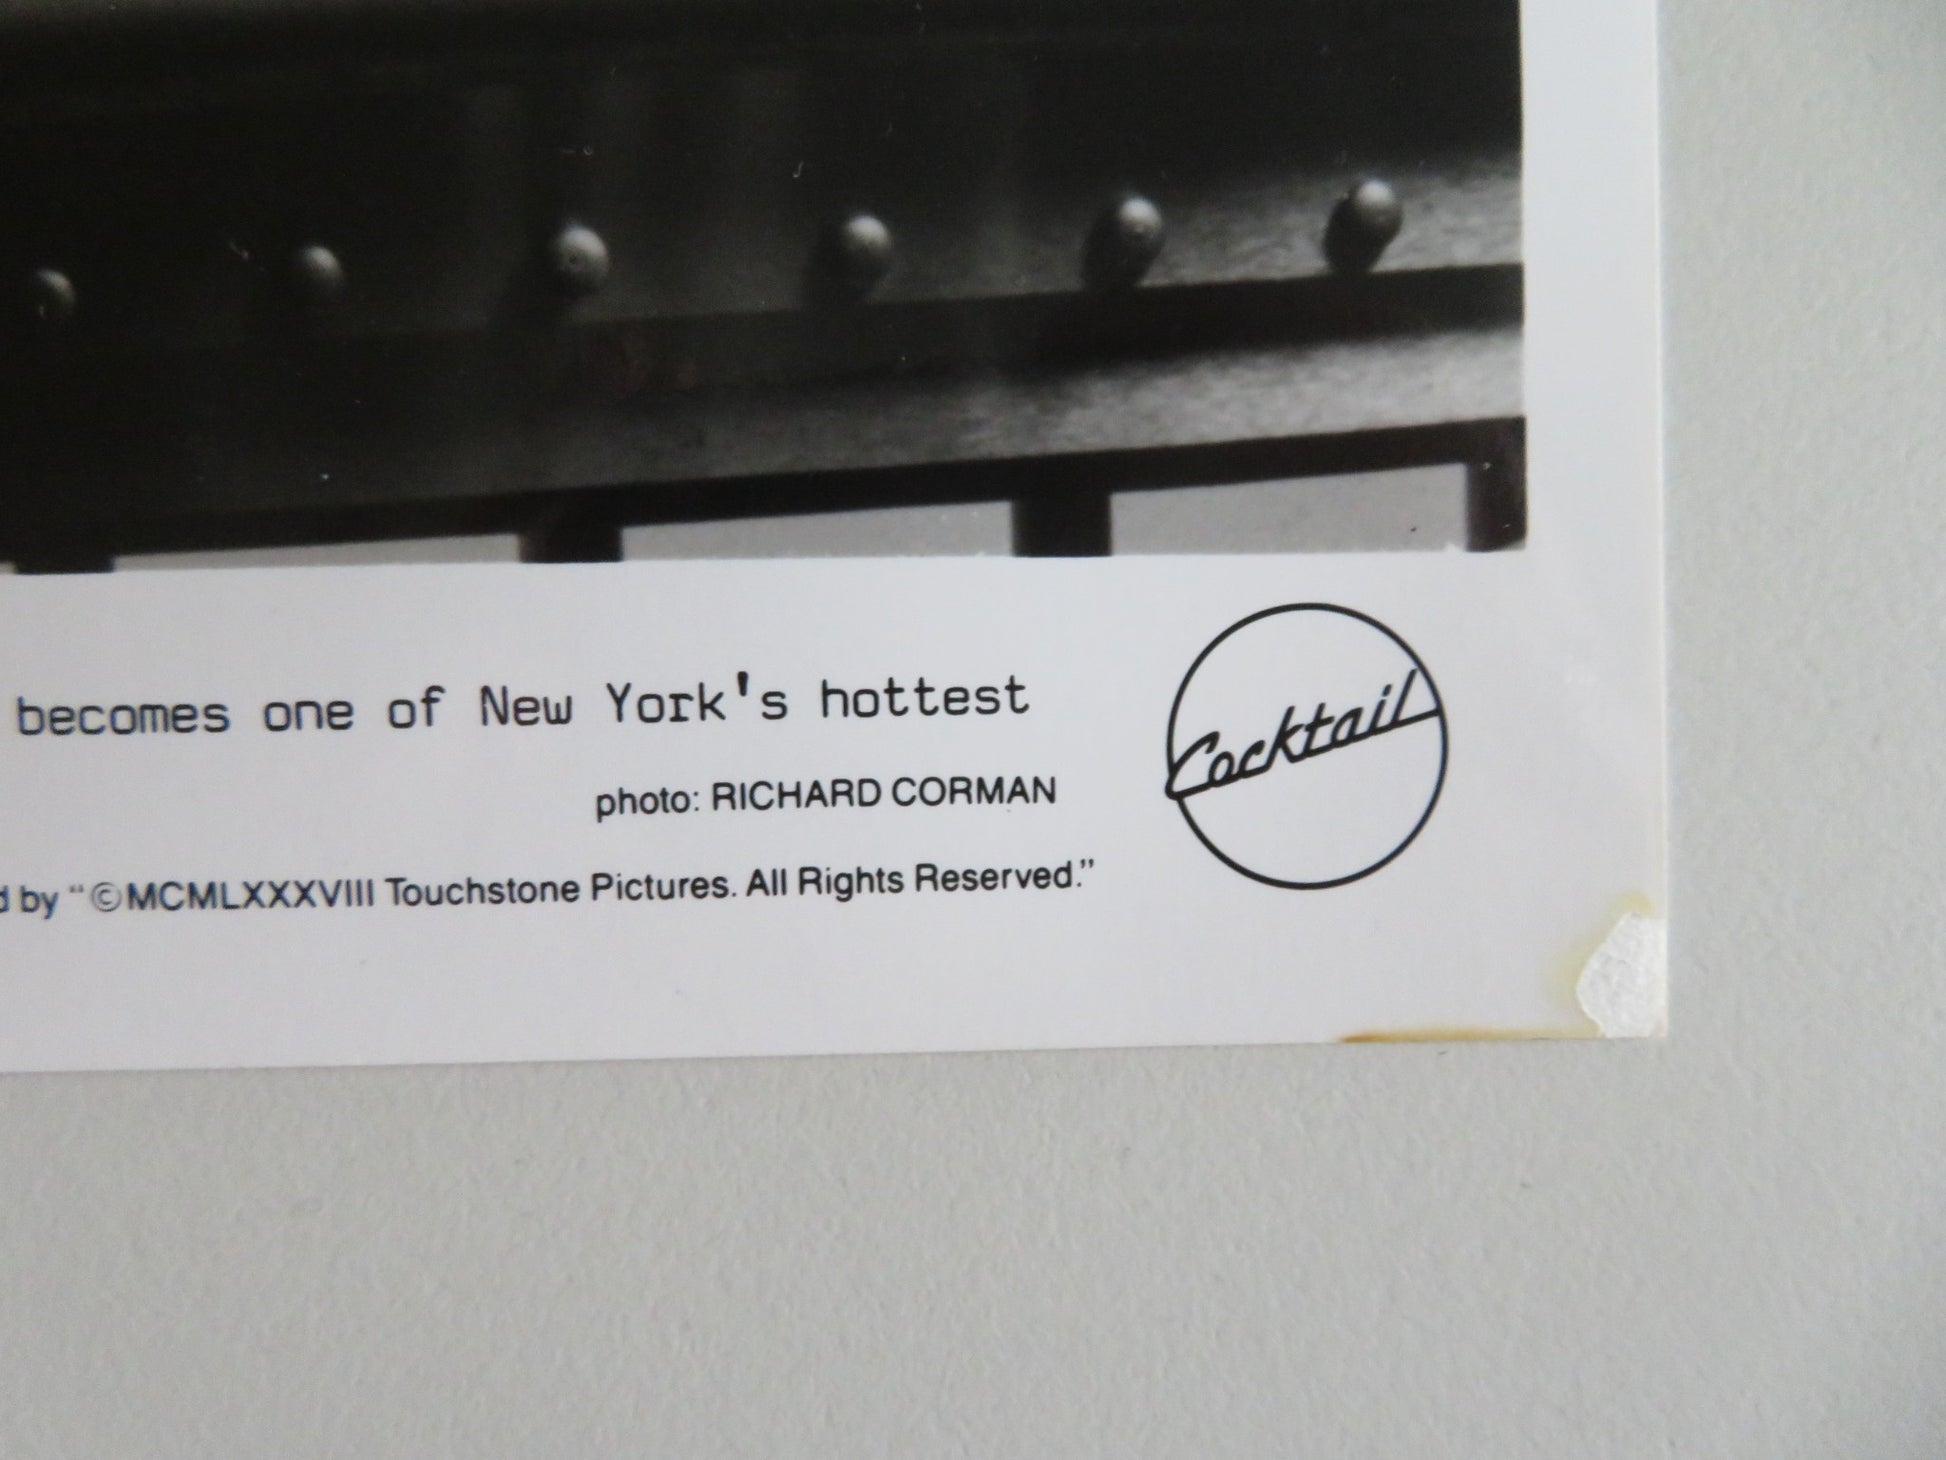 becomes one of New York's hottest
photo: RICHARD CORMAN
by “©MCMLXXXVIII Touchstone Pictures. All Rights Reserved.”
Cocktail